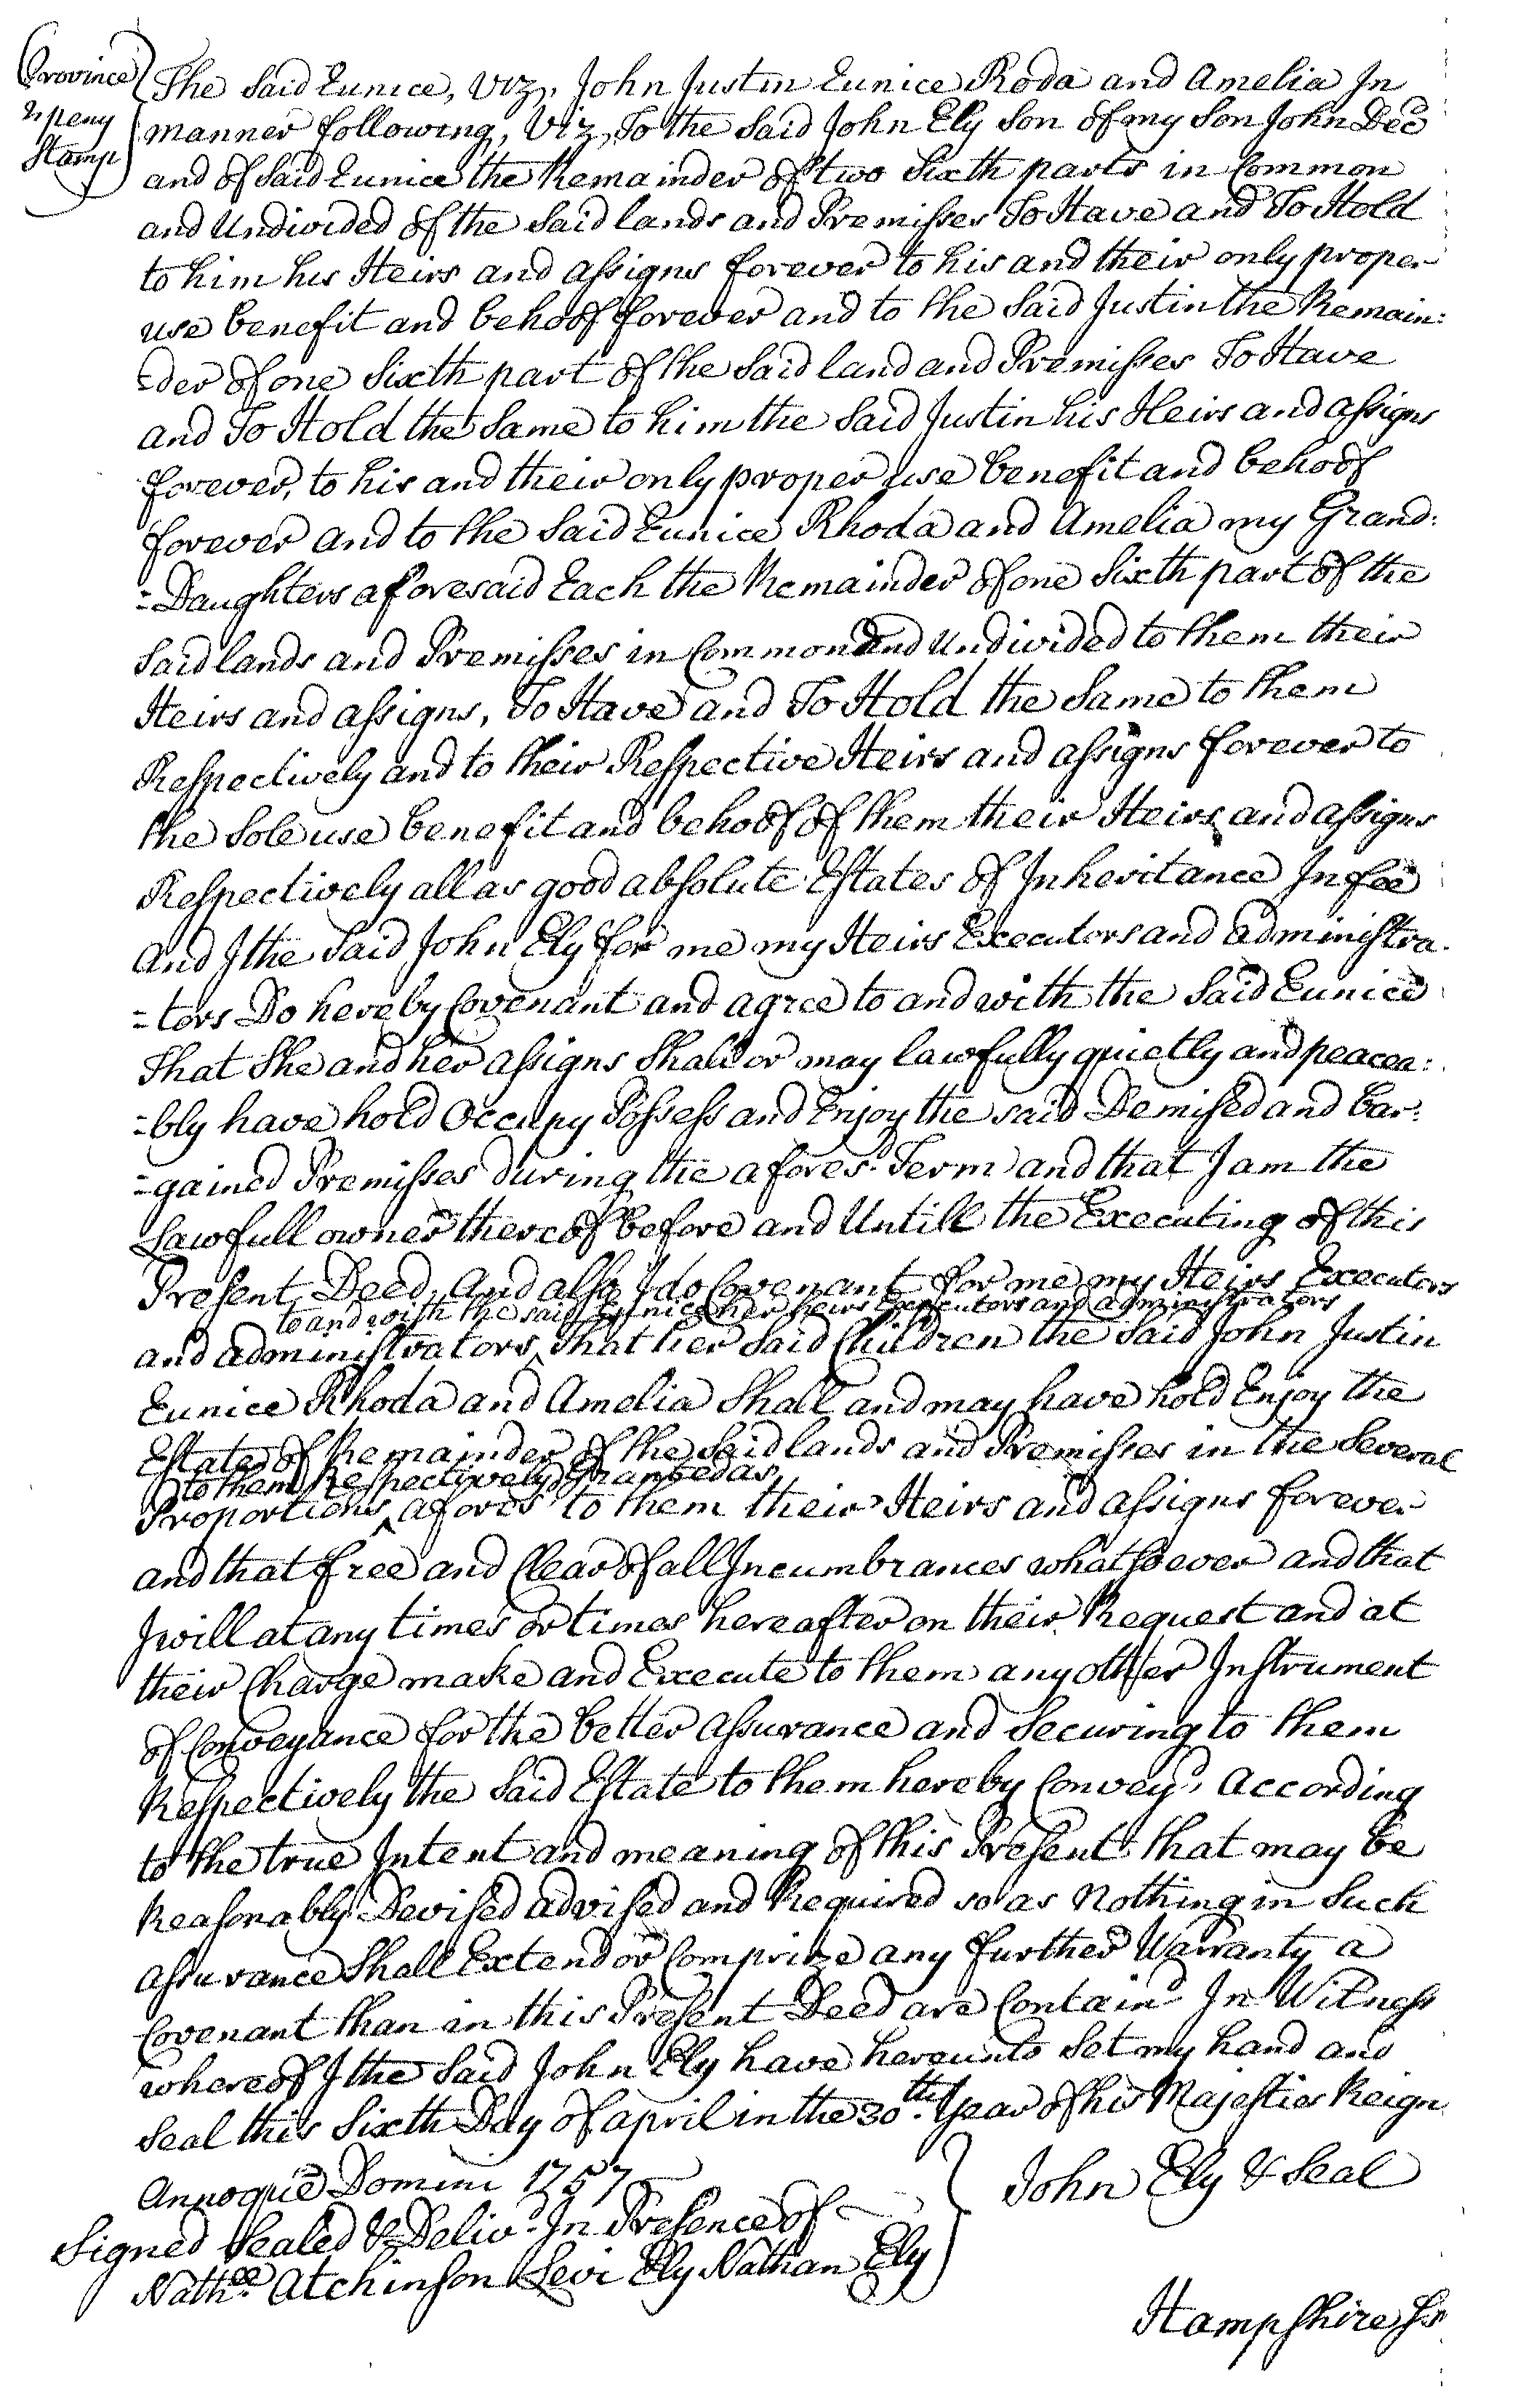 Province
2 peny
Stamp
The Said Eunice, Viz, John Justin Eunice Roda and Amelia In
manner following, Viz, To the Said John Ely Son of my Son John Decd
and of Said Eunice the Remainder of two Sixth parts in Common
and Undivided of the Said lands and Premisses To Have and To Hold
to him his Heirs and assigns forever to his and their only proper
use benefit and behoof forever and to the Said Justin the Remain:
-der of one Sixth part of the Said land and Premisses To Have
and To Hold the Same to him the Said Justin his Heirs and assigns
forever, to his and their only proper use benefit and behoof
forever and to the Said Eunice Rhoda and Amelia my Grand:
=Daughters aforesaid Each the Remainder of one Sixth part of the
Said lands and Premisses in Common and Undivided to them their
Heirs and assigns, To Have and To Hold the Same to them
Respectively and to their Respective Heirs and assigns forever to
the Sole use benefit and behoof of them their Heirs and assigns
Respectively all as good absolute Estates of Inheritance In fee
And I the Said John Ely for me my Heirs Executors and administra-
=tors Do hereby Covenant and agree to and with the Said Eunice
That She and her assigns Shall or may lawfully quietly and peacea:
=bly have hold Occupy Possess and Enjoy the said Demised and bar:
=gained Premisses during the afores.d Term and that I am the
Lawfull owner thereof before and Untill the Executing of this
Present Deed, And also I do Covenant for me my Heirs Executors
to and with the said Eunice her heirs Executors and administrators
and administrators ^ that her Said Children the Said John Justin
Eunice Rhoda and Amelia Shall and may have hold Enjoy the
Estates of Remainder of the Said lands and Premisses in the Several
to them Respectively Granted as
Proportions ^ afores.d to them their Heirs and assigns forever
and that free and Clear of all Incumbrances whatsoever and that
I will at any times or times hereafter on their Request and at
their Charge make and Execute to them any other Instrument
of Conveyance for the better assurance and Securing to them
Respectively the Said Estate to them hereby Convey.d According
to the true Intent and meaning of this Present that may be
Reasonably Devised advised and Required so as nothing in Such
assurance Shall Extend or Comprize any further Warranty a
Covenant than in this Present Deed are Contain.d In Witness
whereof I the Said John Ely have hereunto Set my hand and
Seal this Sixth Day of april in the 30.th Year of his Majesties Reign
Annoque Domini 1757
John Ely & Seal
Signed Sealed & Deliv.d In Presence of
Nath.ll Atchinson Levi Ely Nathan Ely
Hampshire ss